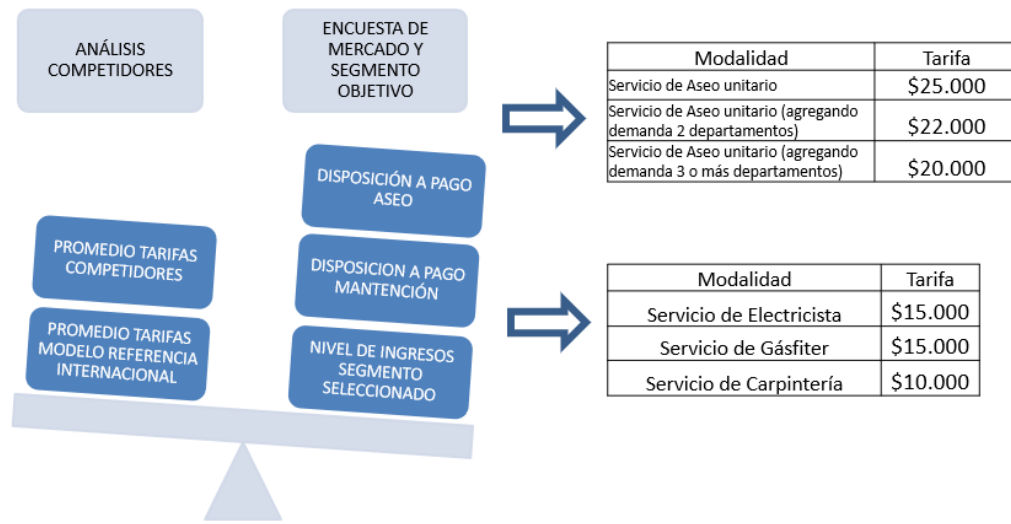 ANÁLISIS
COMPETIDORES
ENCUESTA DE
MERCADO Y
SEGMENTO
OBJETIVO
DISPOSICIÓN A PAGO
ASEO
DISPOSICION A PAGO
MANTENCIÓN
NIVEL DE INGRESOS
SEGMENTO
SELECCIONADO
PROMEDIO TARIFAS
COMPETIDORES
PROMEDIO TARIFAS
MODELO REFERENCIA
INTERNACIONAL
Modalidad Tarifa
Servicio de Aseo unitario $25.000
Servicio de Aseo unitario (agregando
demanda 2 departamentos) $22.000
Servicio de Aseo unitario (agregando
demanda 3 o más departamentos) $20.000
Modalidad Tarifa
Servicio de Electricista $15.000
Servicio de Gásfiter $15.000
Servicio de Carpintería $10.000